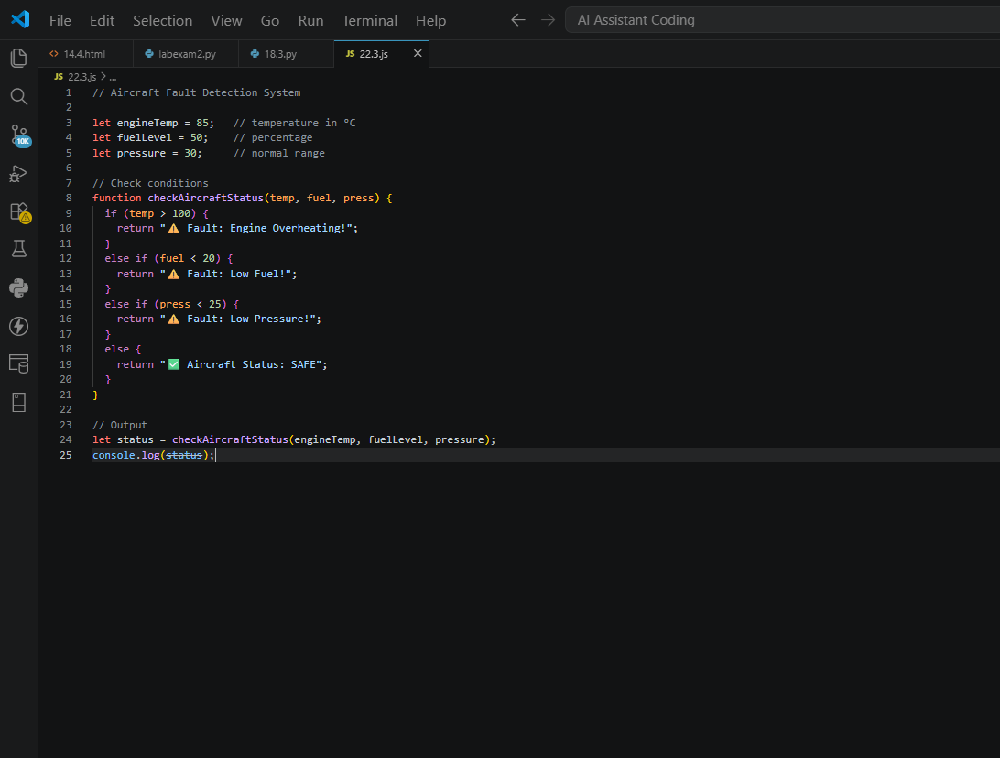 File Edit Selection View Go Run Terminal Help AI Assistant Coding
14.4.html labexam2.py JS 18.3.py JS 22.3.js
JS 22.3.js > ...
1 // Aircraft Fault Detection System
2
3 let engineTemp = 85; // temperature in °C
4 let fuelLevel = 50; // percentage
5 let pressure = 30; // normal range
6
7 // Check conditions
8 function checkAircraftStatus(temp, fuel, press) {
9 if (temp > 100) {
10 return "⚠️ Fault: Engine Overheating!";
11 }
12 else if (fuel < 20) {
13 return "⚠️ Fault: Low Fuel!";
14 }
15 else if (press < 25) {
16 return "⚠️ Fault: Low Pressure!";
17 }
18 else {
19 return "✅ Aircraft Status: SAFE";
20 }
21 }
22
23 // Output
24 let status = checkAircraftStatus(engineTemp, fuelLevel, pressure);
25 console.log(status);
10K